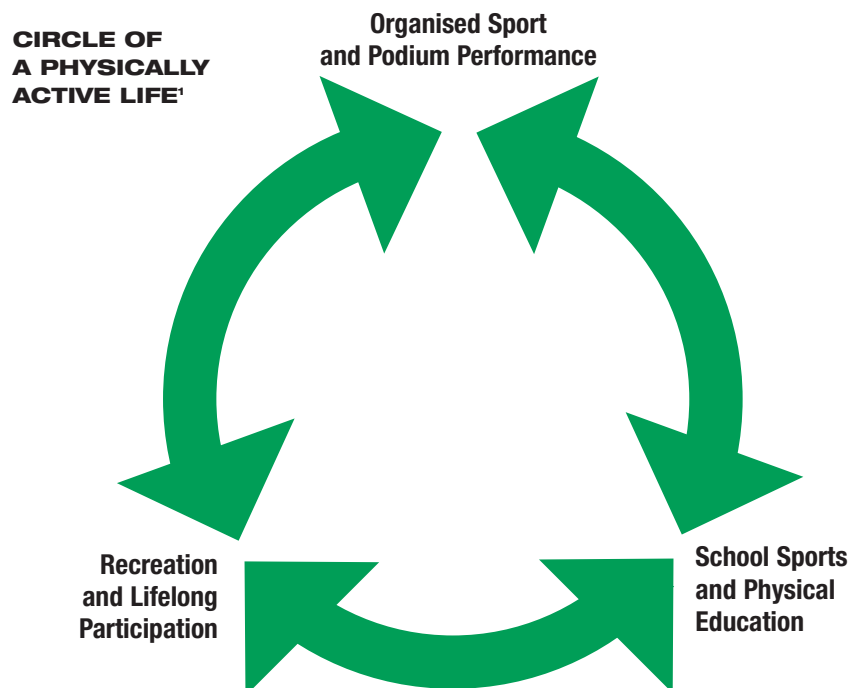 CIRCLE OF
A PHYSICALLY
ACTIVE LIFE¹
Organised Sport
and Podium Performance
Recreation
and Lifelong
Participation
School Sports
and Physical
Education